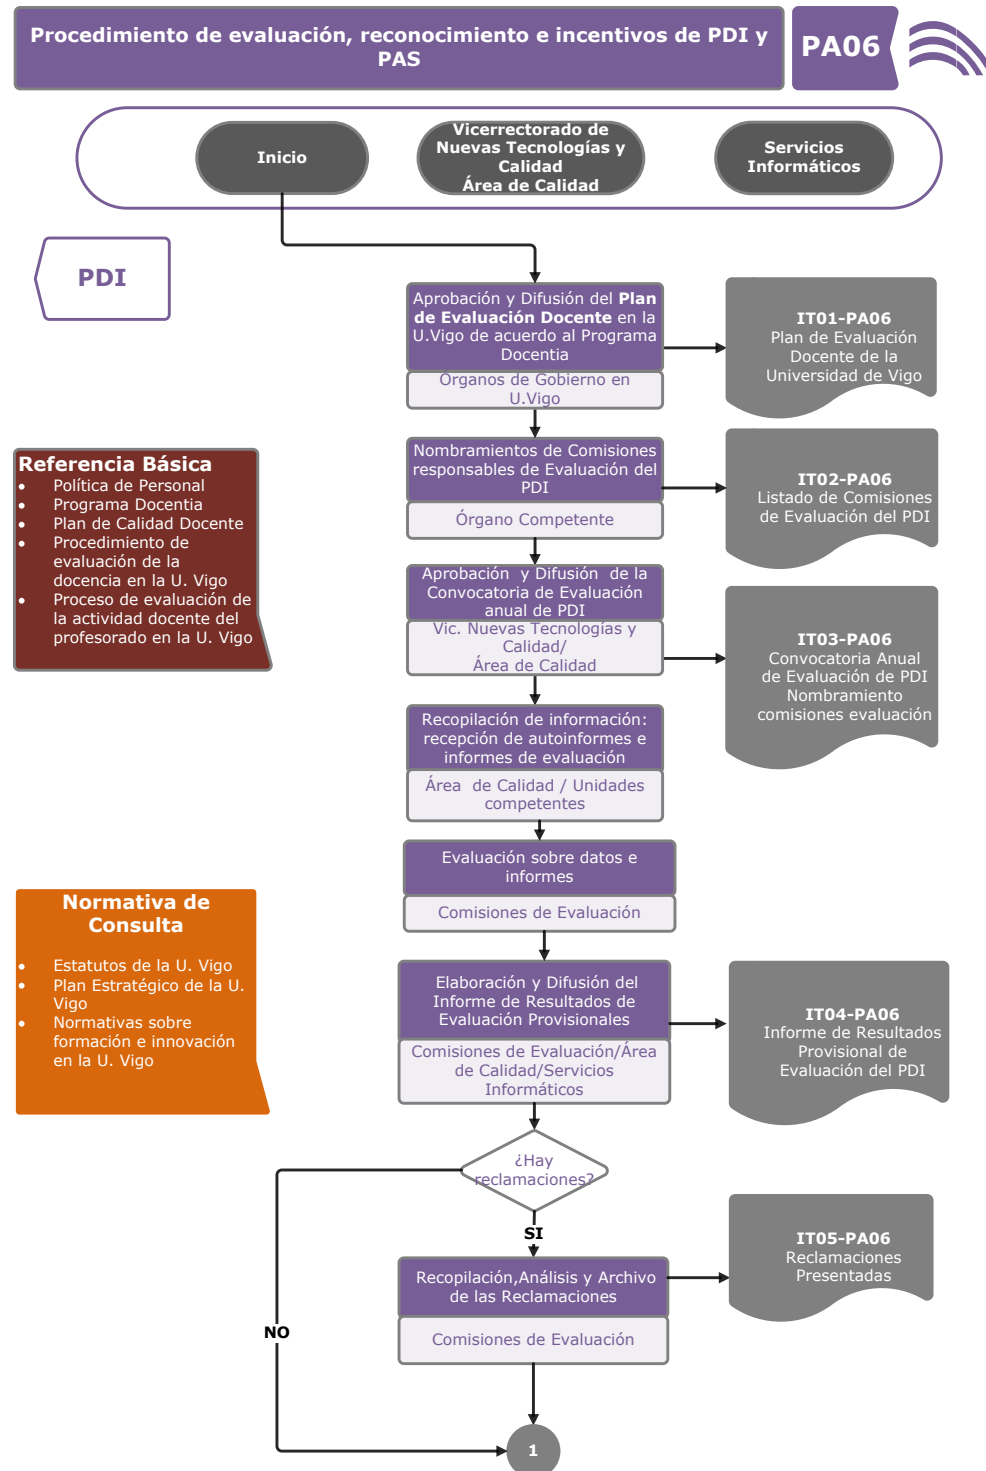 Procedimiento de evaluación, reconocimiento e incentivos de PDI y
PAS
PA06
Inicio
Vicerrectorado de
Nuevas Tecnologías y
Calidad
Área de Calidad
Servicios
Informáticos
PDI
Aprobación y Difusión del Plan
de Evaluación Docente en la
U.Vigo de acuerdo al Programa
Docentia
Órganos de Gobierno en
U.Vigo
IT01-PA06
Plan de Evaluación
Docente de la
Universidad de Vigo
Referencia Básica
• Política de Personal
• Programa Docentia
• Plan de Calidad Docente
• Procedimiento de
evaluación de la
docencia en la U. Vigo
• Proceso de evaluación de
la actividad docente del
profesorado en la U. Vigo
Nombramientos de Comisiones
responsables de Evaluación del
PDI
Órgano Competente
IT02-PA06
Listado de Comisiones
de Evaluación del PDI
Aprobación y Difusión de la
Convocatoria de Evaluación
anual de PDI
Vic. Nuevas Tecnologías y
Calidad/
Área de Calidad
IT03-PA06
Convocatoria Anual
de Evaluación de PDI
Nombramiento
comisiones evaluación
Recopilación de información:
recepción de autoinformes e
informes de evaluación
Área de Calidad / Unidades
competentes
Evaluación sobre datos e
informes
Comisiones de Evaluación
Normativa de
Consulta
• Estatutos de la U. Vigo
• Plan Estratégico de la U.
Vigo
• Normativas sobre
formación e innovación
en la U. Vigo
Elaboración y Difusión del
Informe de Resultados de
Evaluación Provisionales
Comisiones de Evaluación/Área
de Calidad/Servicios
Informáticos
IT04-PA06
Informe de Resultados
Provisional de
Evaluación del PDI
¿Hay
reclamaciones?
SI
Recopilación,Análisis y Archivo
de las Reclamaciones
Comisiones de Evaluación
IT05-PA06
Reclamaciones
Presentadas
NO
1